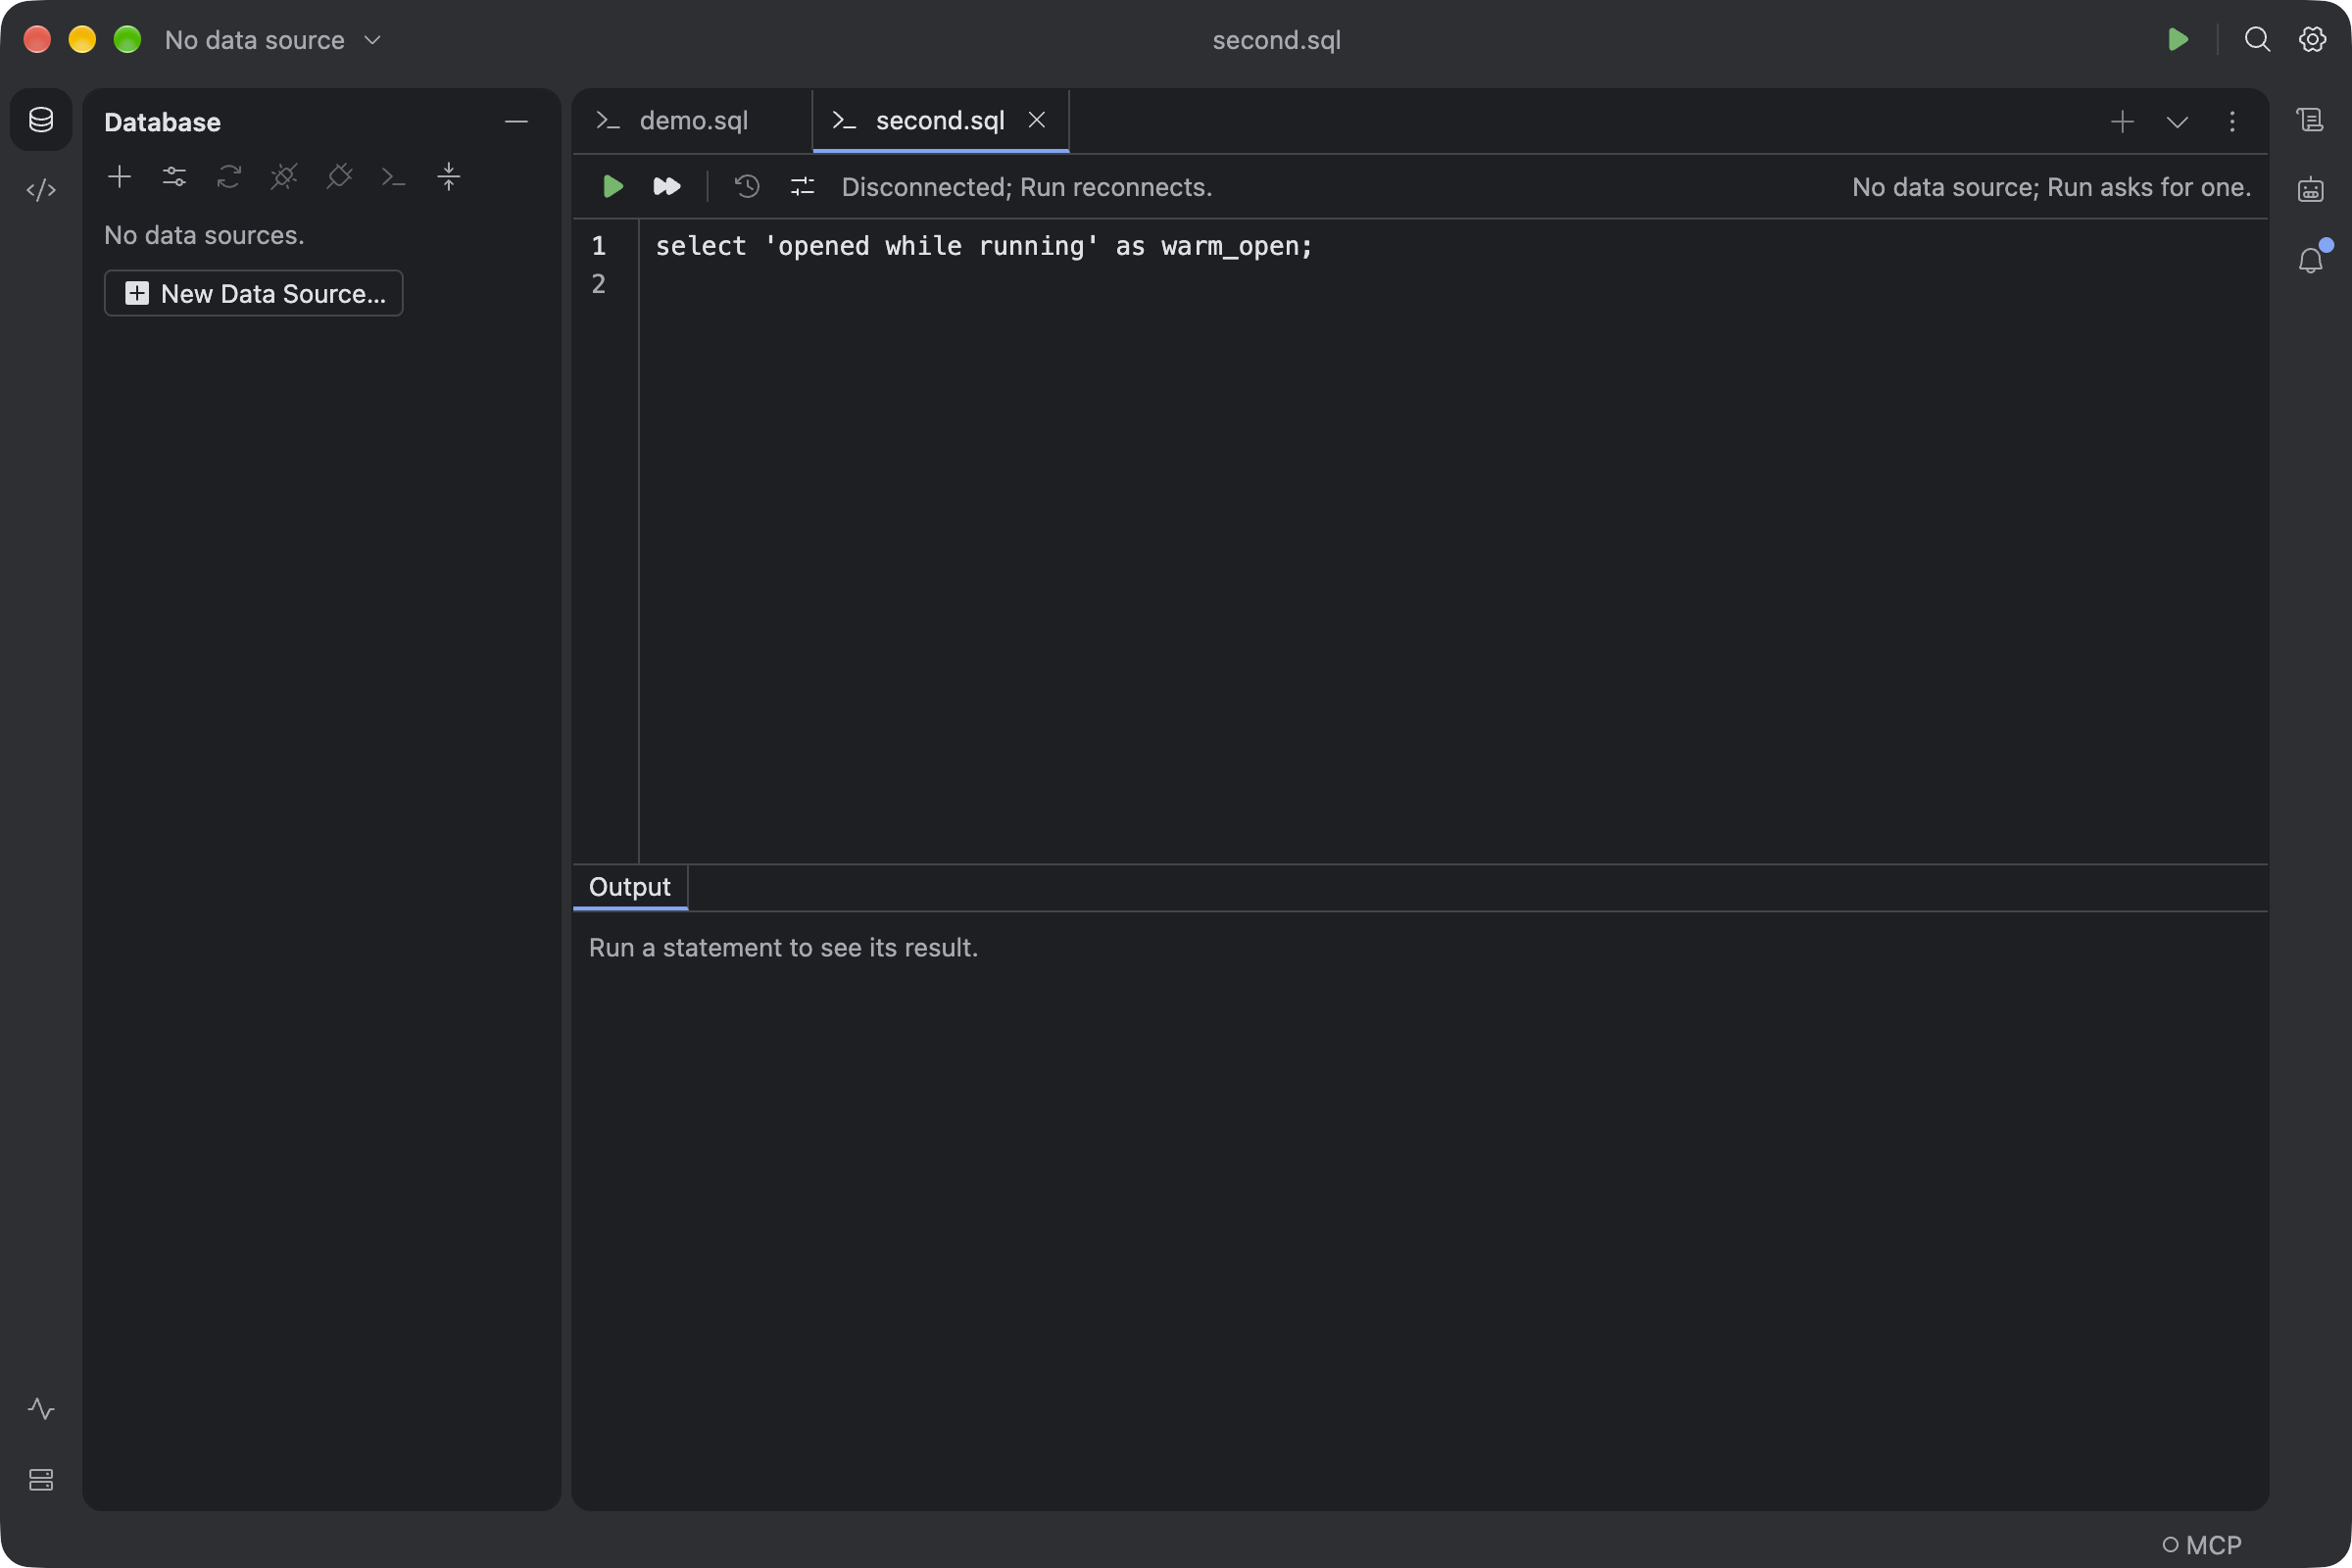 No data source
second.sql
Database
No data sources.
New Data Source...
demo.sql
second.sql
Disconnected; Run reconnects.
No data source; Run asks for one.
1 select 'opened while running' as warm_open;
2
Output
Run a statement to see its result.
MCP